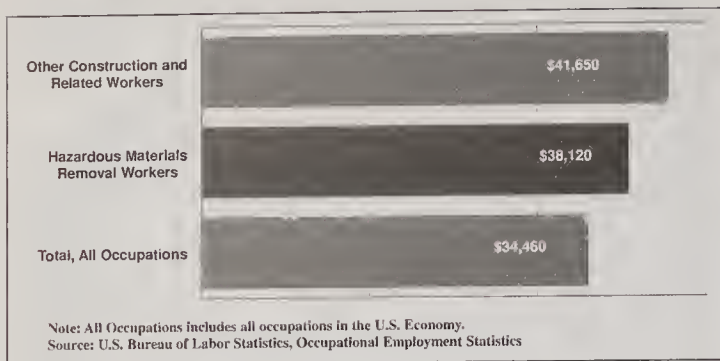 Other Construction and
Related Workers
$41,650
Hazardous Materials
Removal Workers
$38,120
Total, All Occupations
$34,460
Note: All Occupations includes all occupations in the U.S. Economy.
Source: U.S. Bureau of Labor Statistics, Occupational Employment Statistics